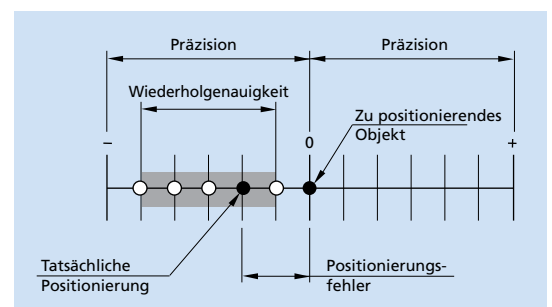 Präzision
Präzision
Wiederholgenauigkeit
Zu positionierendes
Objekt
–
0
+
Tatsächliche
Positionierung
Positionierungs-
fehler